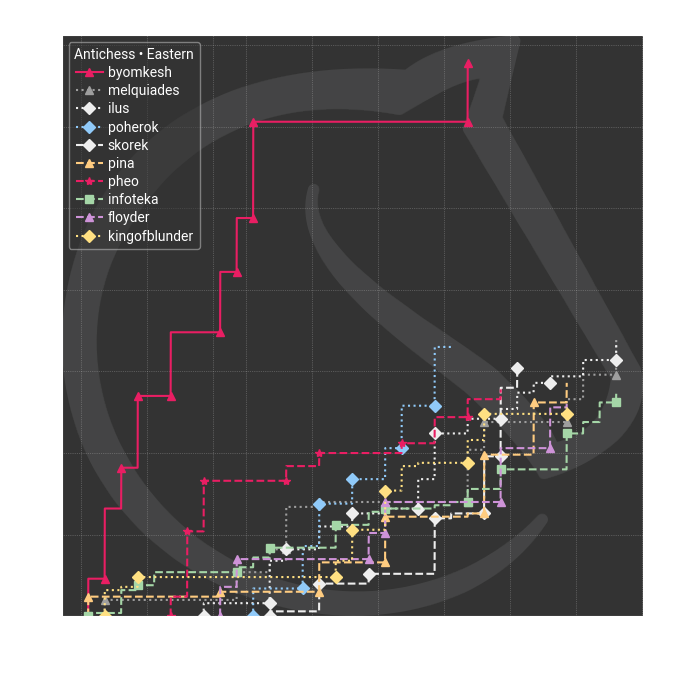 Antichess • Eastern
byomkesh
melquiades
ilus
poherok
skorek
pina
pheo
infoteka
floyder
kingofblunder